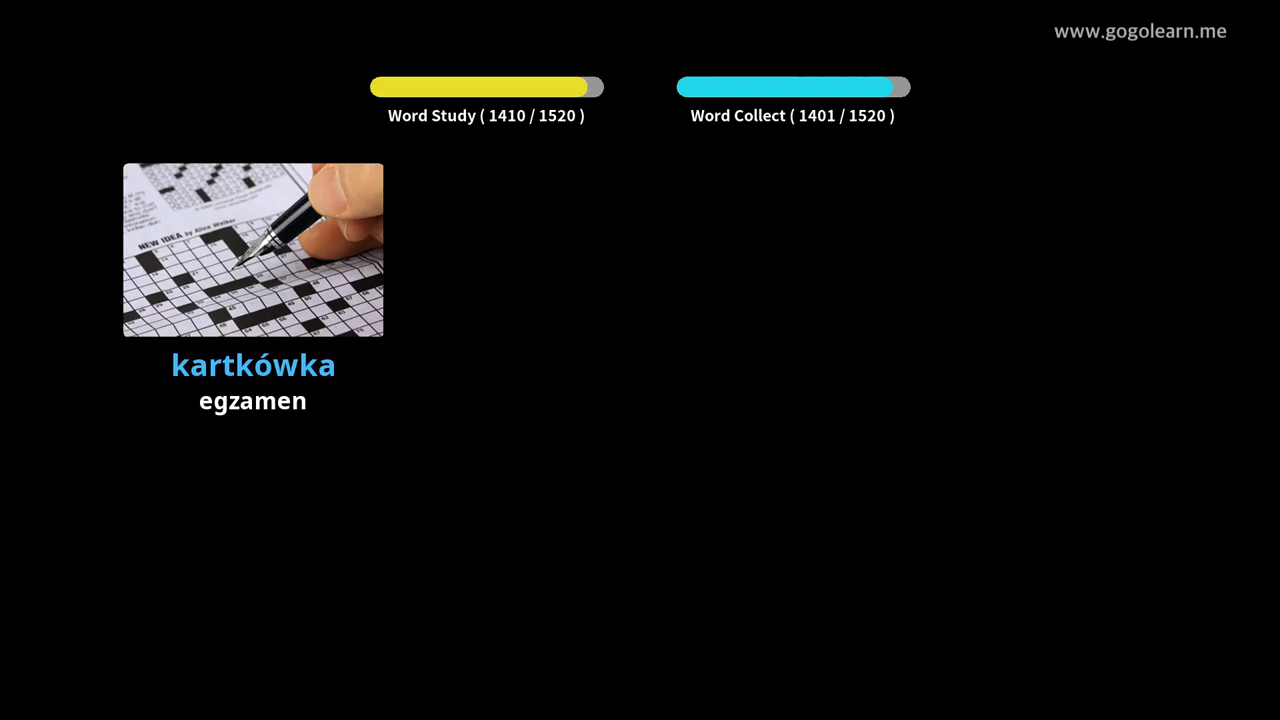 www.gogolearn.me
Word Study ( 1410 / 1520 )
Word Collect ( 1401 / 1520 )
NEW IDEA by Alice Walker
kartkówka
egzamen